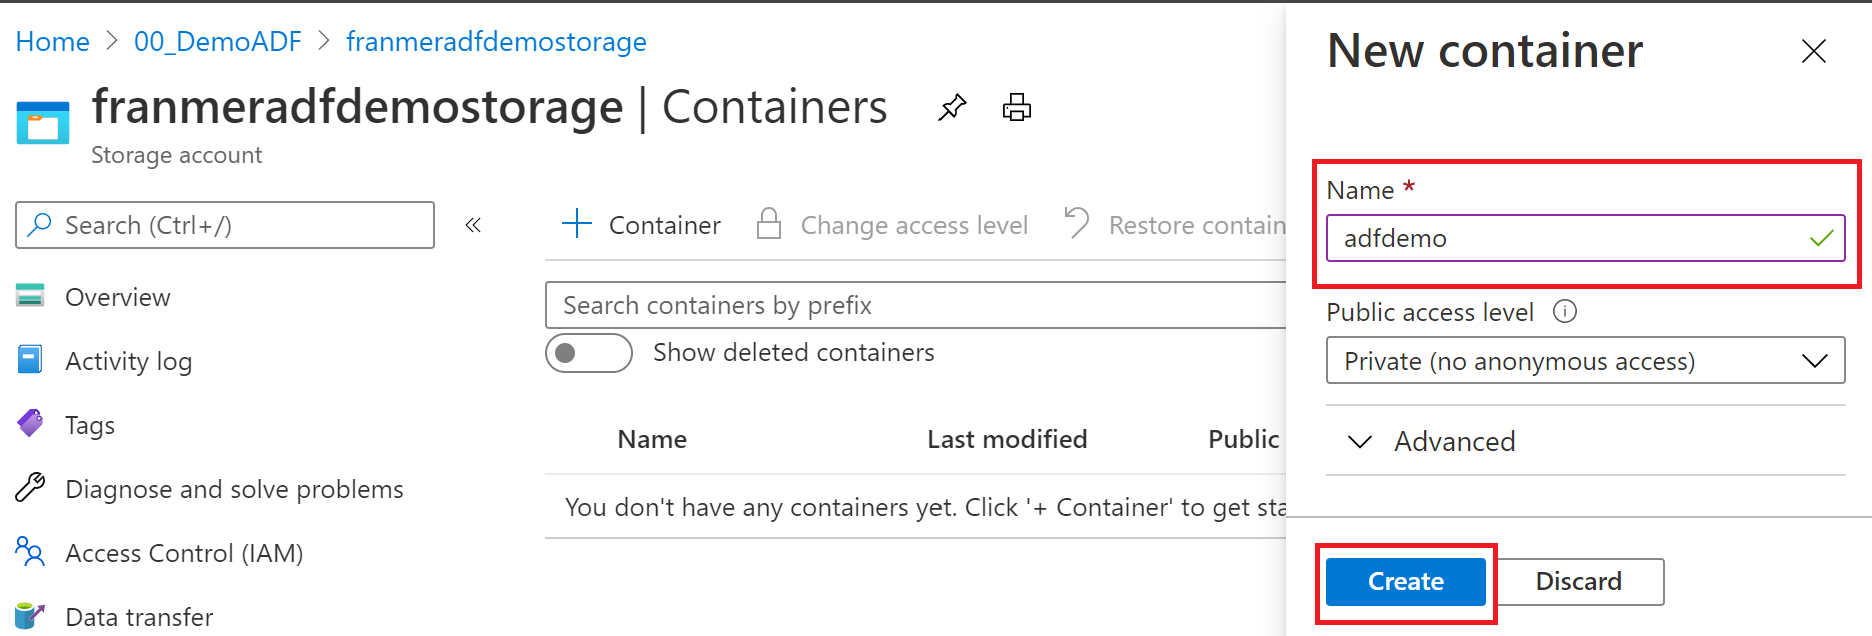 Home > 00_DemoADF > franmeradfdemostorage
franmeradfdemostorage | Containers
Storage account
Search (Ctrl+/)
«
Overview
Activity log
Tags
Diagnose and solve problems
Access Control (IAM)
Data transfer
+ Container Change access level Restore contain
Search containers by prefix
Show deleted containers
Name Last modified Public
You don't have any containers yet. Click '+ Container' to get sta
New container
Name *
adfdemo
Public access level
Private (no anonymous access)
Advanced
Create Discard